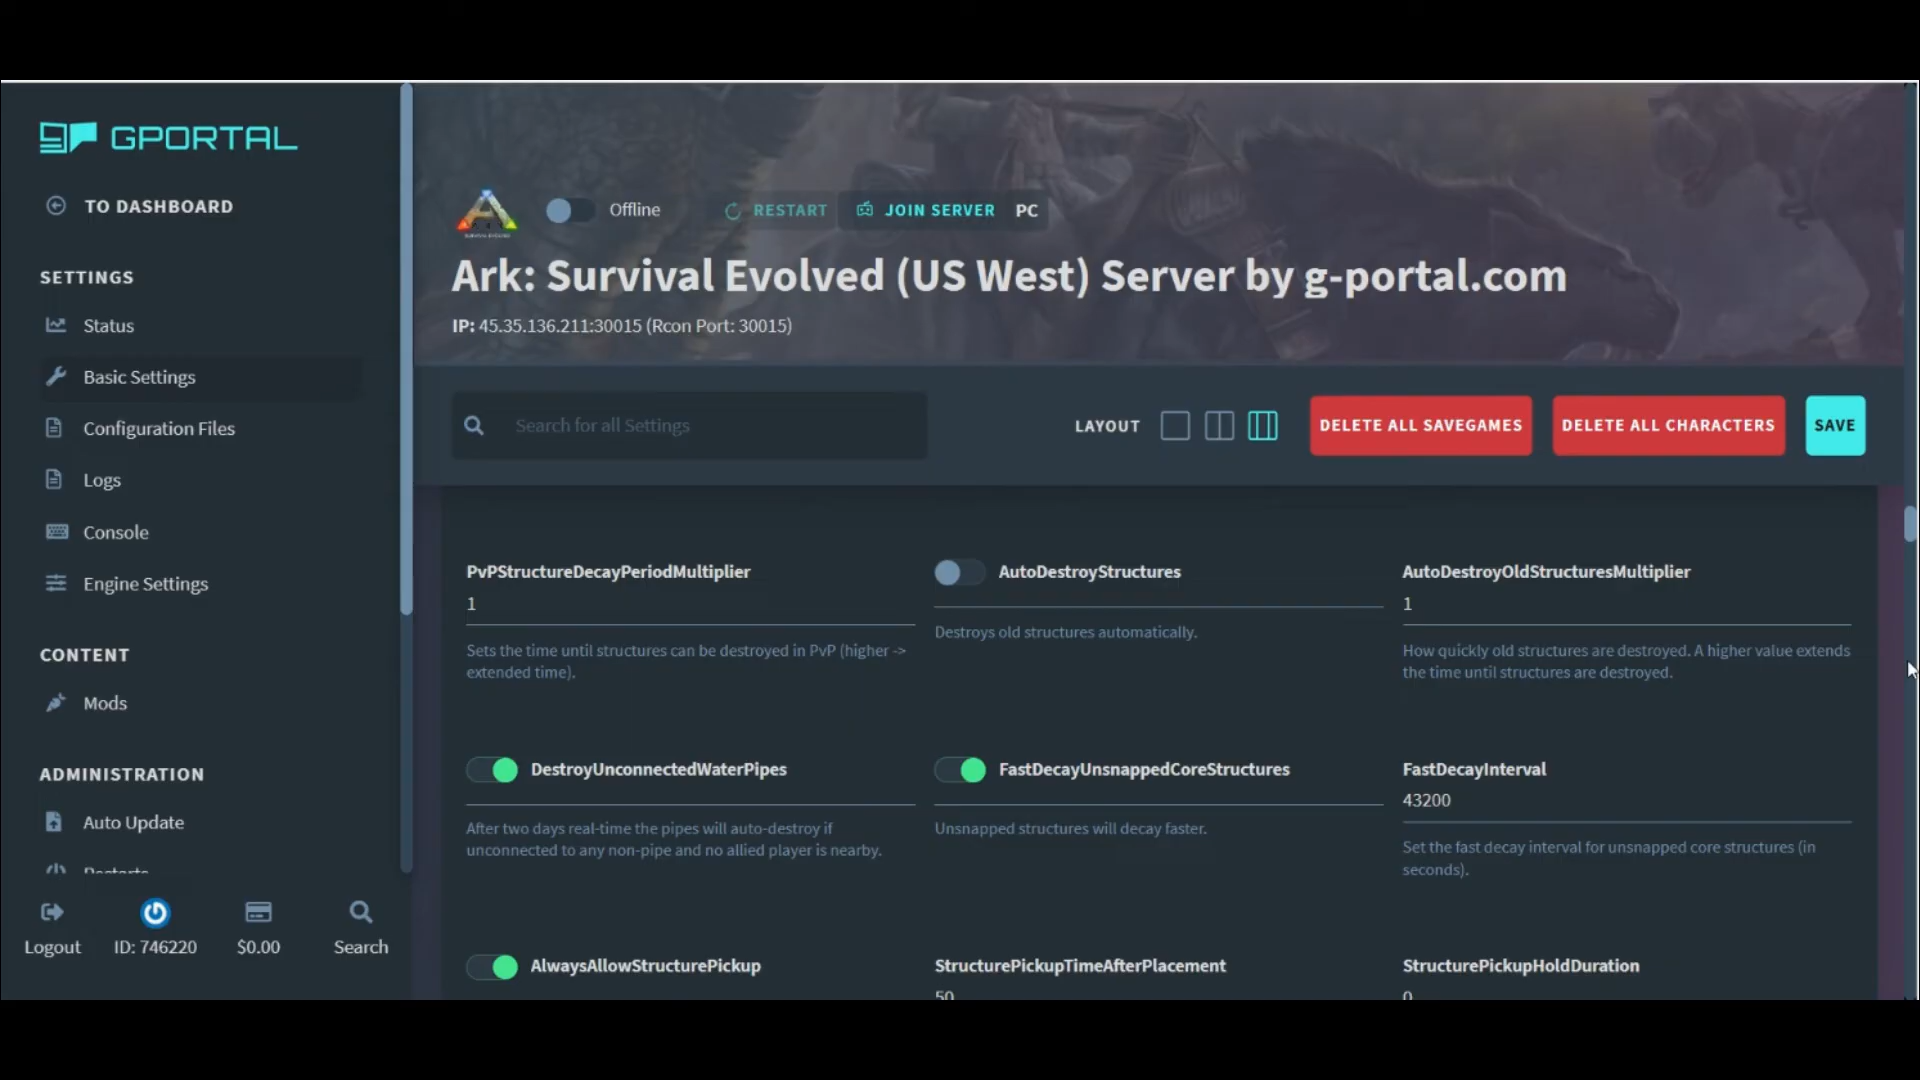 GPORTAL
TO DASHBOARD
SETTINGS
Status
Basic Settings
Configuration Files
Logs
Console
Engine Settings
CONTENT
Mods
ADMINISTRATION
Auto Update
Restarts
Logout
ID: 746220
$0.00
Search
Offline
RESTART
JOIN SERVER
PC
Ark: Survival Evolved (US West) Server by g-portal.com
IP: 45.35.136.211:30015 (Rcon Port: 30015)
Search for all Settings
LAYOUT
DELETE ALL SAVEGAMES
DELETE ALL CHARACTERS
SAVE
PvPStructureDecayPeriodMultiplier
1
Sets the time until structures can be destroyed in PvP (higher ->
extended time).
AutoDestroyStructures
Destroys old structures automatically.
AutoDestroyOldStructuresMultiplier
1
How quickly old structures are destroyed. A higher value extends
the time until structures are destroyed.
DestroyUnconnectedWaterPipes
After two days real-time the pipes will auto-destroy if
unconnected to any non-pipe and no allied player is nearby.
FastDecayUnsnappedCoreStructures
Unsnapped structures will decay faster.
FastDecayInterval
43200
Set the fast decay interval for unsnapped core structures (in
seconds).
AlwaysAllowStructurePickup
StructurePickupTimeAfterPlacement
50
StructurePickupHoldDuration
0